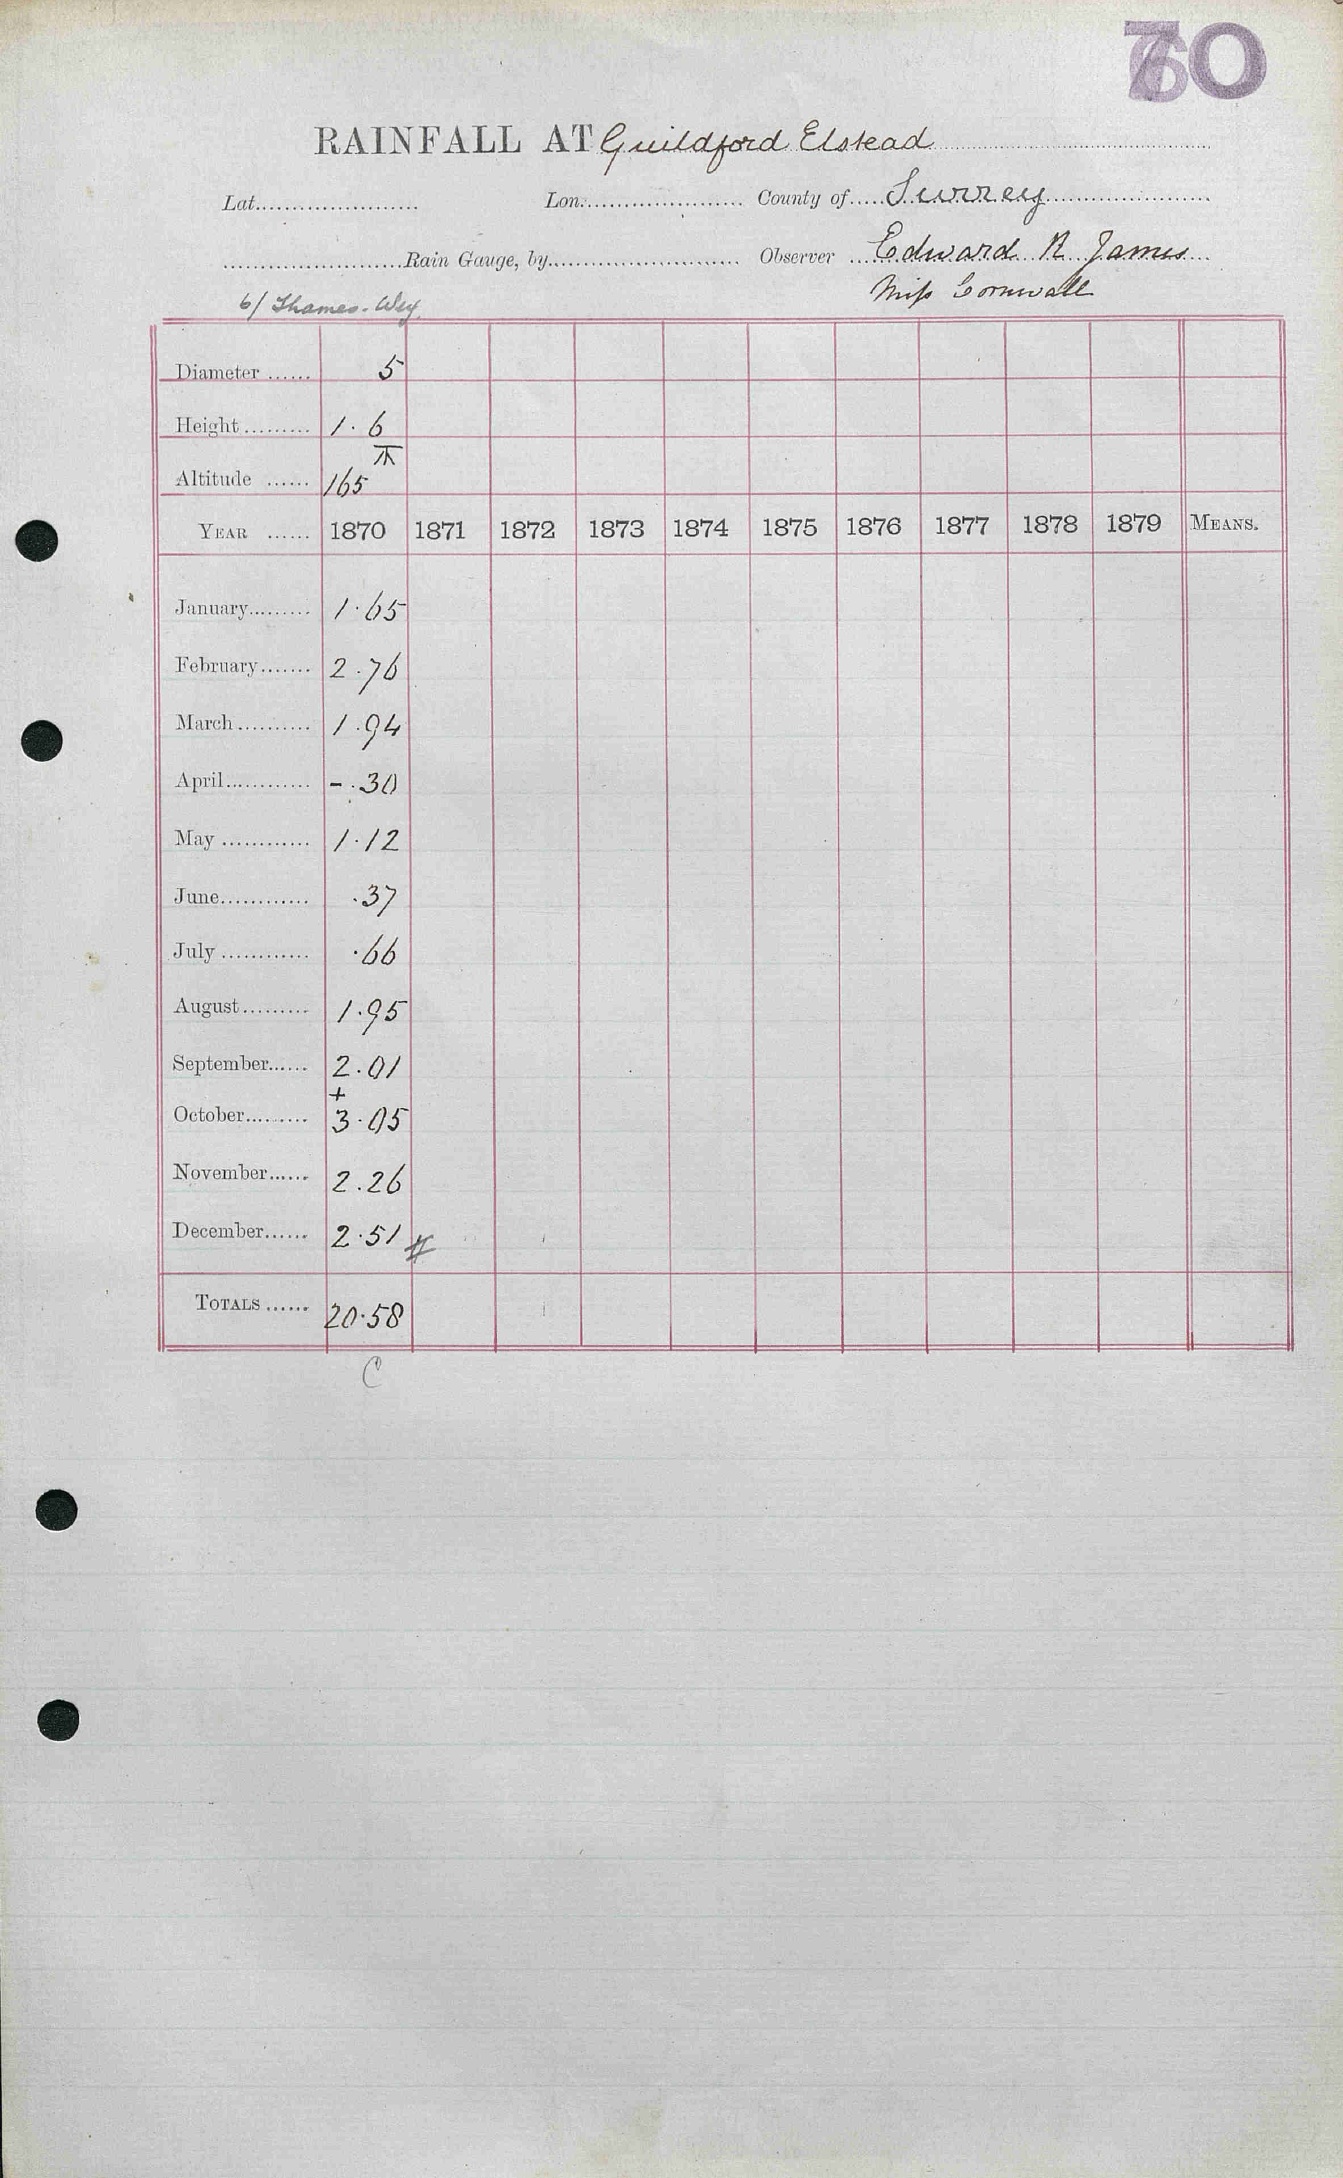 70
RAINFALL AT Guildford Elstead
Lat. Lon. County of Surrey
Rain Gauge, by Observer Edward R James
Miss Cornwall
6/ Thames-Wey
Diameter 5
Height 1.6
Altitude 165
YEAR 1870 1871 1872 1873 1874 1875 1876 1877 1878 1879 MEANS.
January 1.65
February 2.76
March 1.94
April - .30
May 1.12
June .37
July .66
August 1.95
September 2.01
+
October 3.05
November 2.26
December 2.51 #
TOTALS 20.58
C